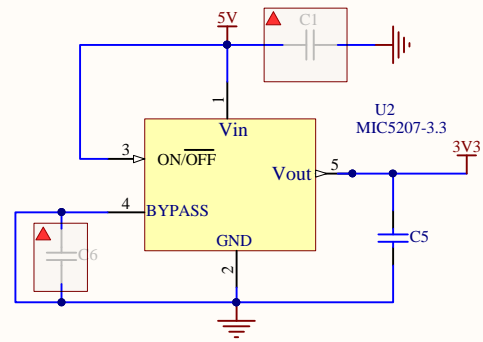 5V
C1
U2
MIC5207-3.3
1
Vin
3
ON/OFF
Vout
5
3V3
4
BYPASS
C5
GND
C6
2